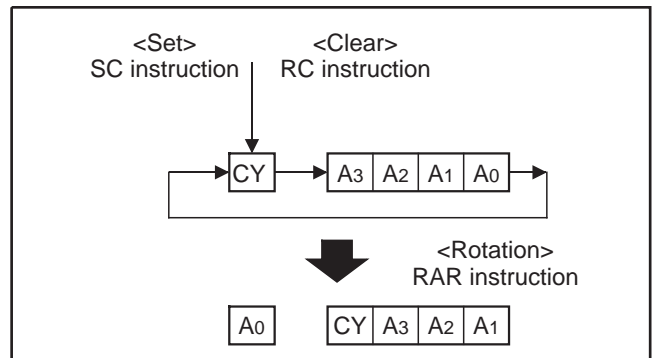 <Set> <Clear>
SC instruction RC instruction
CY A3 A2 A1 A0
<Rotation>
RAR instruction
A0 CY A3 A2 A1